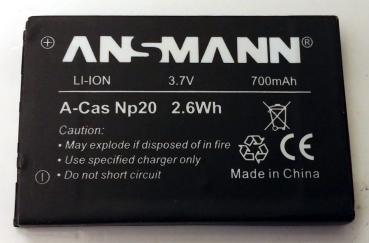 ANSMANN®
LI-ION 3.7V 700mAh
A-Cas Np20 2.6Wh
Caution:
• May explode if disposed in of fire
• Use specified charger only
• Do not short circuit
CE
Made in China